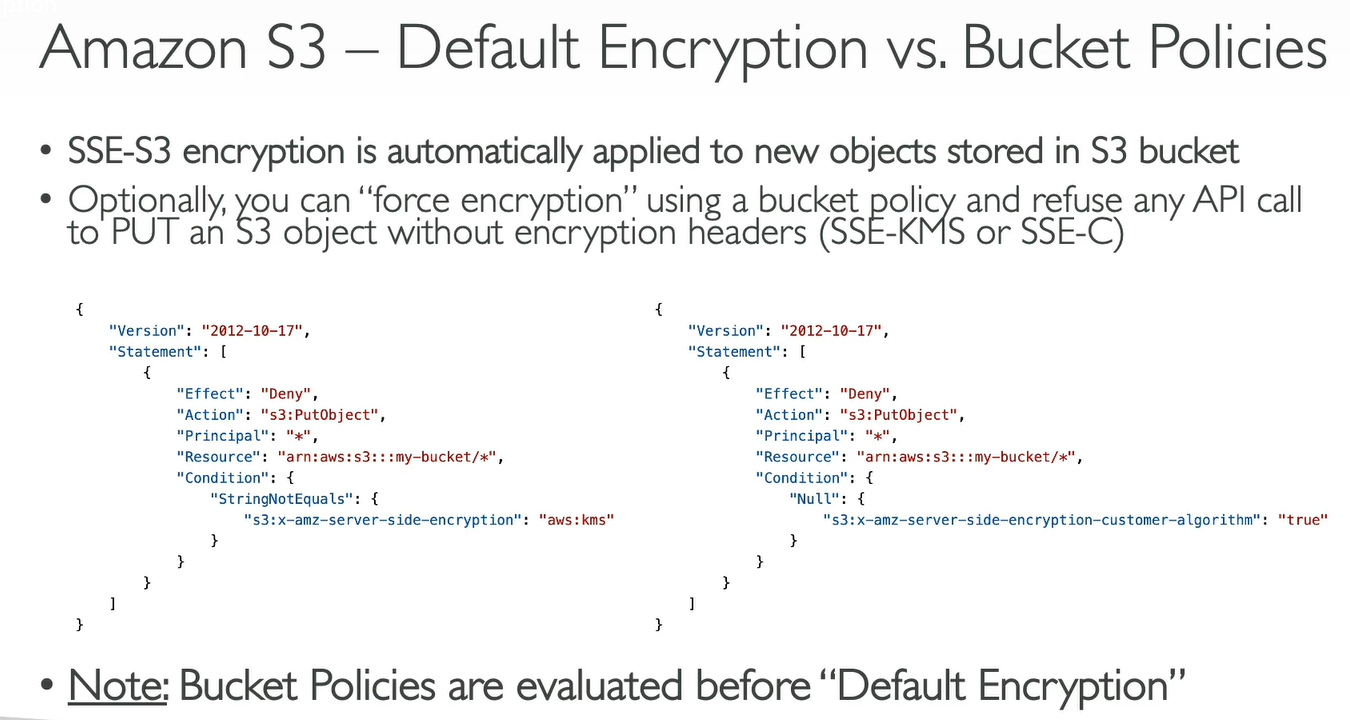 Amazon S3 – Default Encryption vs. Bucket Policies
• SSE-S3 encryption is automatically applied to new objects stored in S3 bucket
• Optionally, you can “force encryption” using a bucket policy and refuse any API call
to PUT an S3 object without encryption headers (SSE-KMS or SSE-C)
{
    "Version": "2012-10-17",
    "Statement": [
        {
            "Effect": "Deny",
            "Action": "s3:PutObject",
            "Principal": "*",
            "Resource": "arn:aws:s3:::my-bucket/*",
            "Condition": {
                "StringNotEquals": {
                    "s3:x-amz-server-side-encryption": "aws:kms"
                }
            }
        }
    ]
}
{
    "Version": "2012-10-17",
    "Statement": [
        {
            "Effect": "Deny",
            "Action": "s3:PutObject",
            "Principal": "*",
            "Resource": "arn:aws:s3:::my-bucket/*",
            "Condition": {
                "Null": {
                    "s3:x-amz-server-side-encryption-customer-algorithm": "true"
                }
            }
        }
    ]
}
• Note: Bucket Policies are evaluated before “Default Encryption”